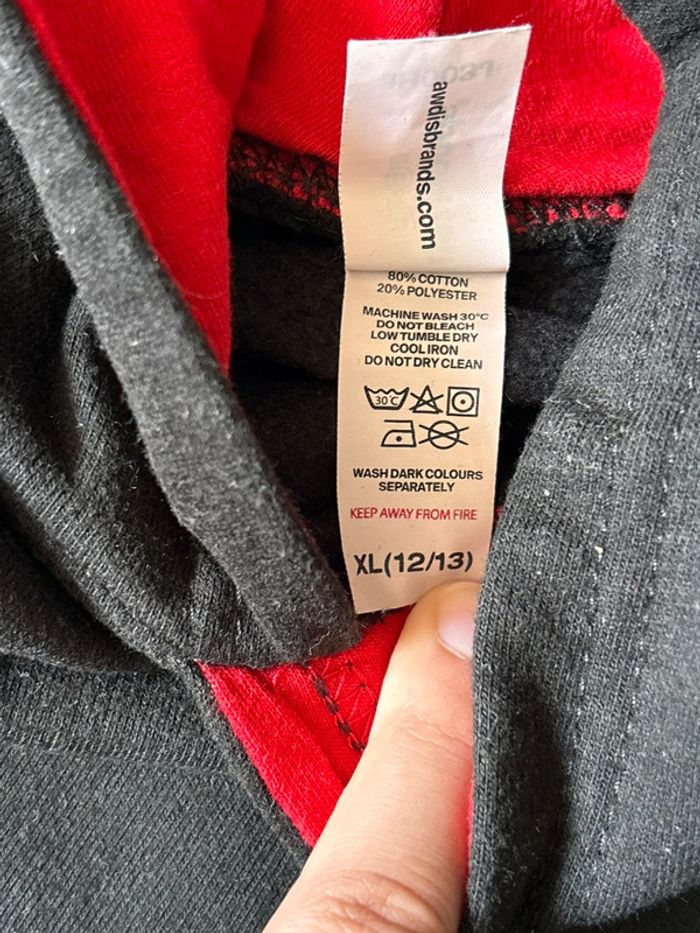 awdisbrands.com
80% COTTON
20% POLYESTER
MACHINE WASH 30°C
DO NOT BLEACH
LOW TUMBLE DRY
COOL IRON
DO NOT DRY CLEAN
30°C
WASH DARK COLOURS
SEPARATELY
KEEP AWAY FROM FIRE
XL(12/13)